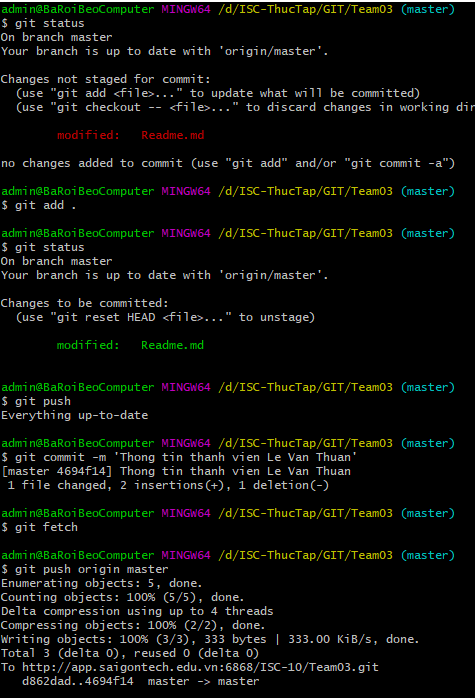 admin@BaRoiBeoComputer MINGW64 /d/ISC-ThucTap/GIT/Team03 (master)
$ git status
On branch master
Your branch is up to date with 'origin/master'.
Changes not staged for commit:
(use "git add <file>..." to update what will be committed)
(use "git checkout -- <file>..." to discard changes in working dir
modified: Readme.md
no changes added to commit (use "git add" and/or "git commit -a")
admin@BaRoiBeoComputer MINGW64 /d/ISC-ThucTap/GIT/Team03 (master)
$ git add .
admin@BaRoiBeoComputer MINGW64 /d/ISC-ThucTap/GIT/Team03 (master)
$ git status
On branch master
Your branch is up to date with 'origin/master'.
Changes to be committed:
(use "git reset HEAD <file>..." to unstage)
modified: Readme.md
admin@BaRoiBeoComputer MINGW64 /d/ISC-ThucTap/GIT/Team03 (master)
$ git push
Everything up-to-date
admin@BaRoiBeoComputer MINGW64 /d/ISC-ThucTap/GIT/Team03 (master)
$ git commit -m 'Thong tin thanh vien Le Van Thuan'
[master 4694f14] Thong tin thanh vien Le Van Thuan
1 file changed, 2 insertions(+), 1 deletion(-)
admin@BaRoiBeoComputer MINGW64 /d/ISC-ThucTap/GIT/Team03 (master)
$ git fetch
admin@BaRoiBeoComputer MINGW64 /d/ISC-ThucTap/GIT/Team03 (master)
$ git push origin master
Enumerating objects: 5, done.
Counting objects: 100% (5/5), done.
Delta compression using up to 4 threads
Compressing objects: 100% (2/2), done.
Writing objects: 100% (3/3), 333 bytes | 333.00 KiB/s, done.
Total 3 (delta 0), reused 0 (delta 0)
To http://app.saigontech.edu.vn:6868/ISC-10/Team03.git
d862dad..4694f14 master -> master